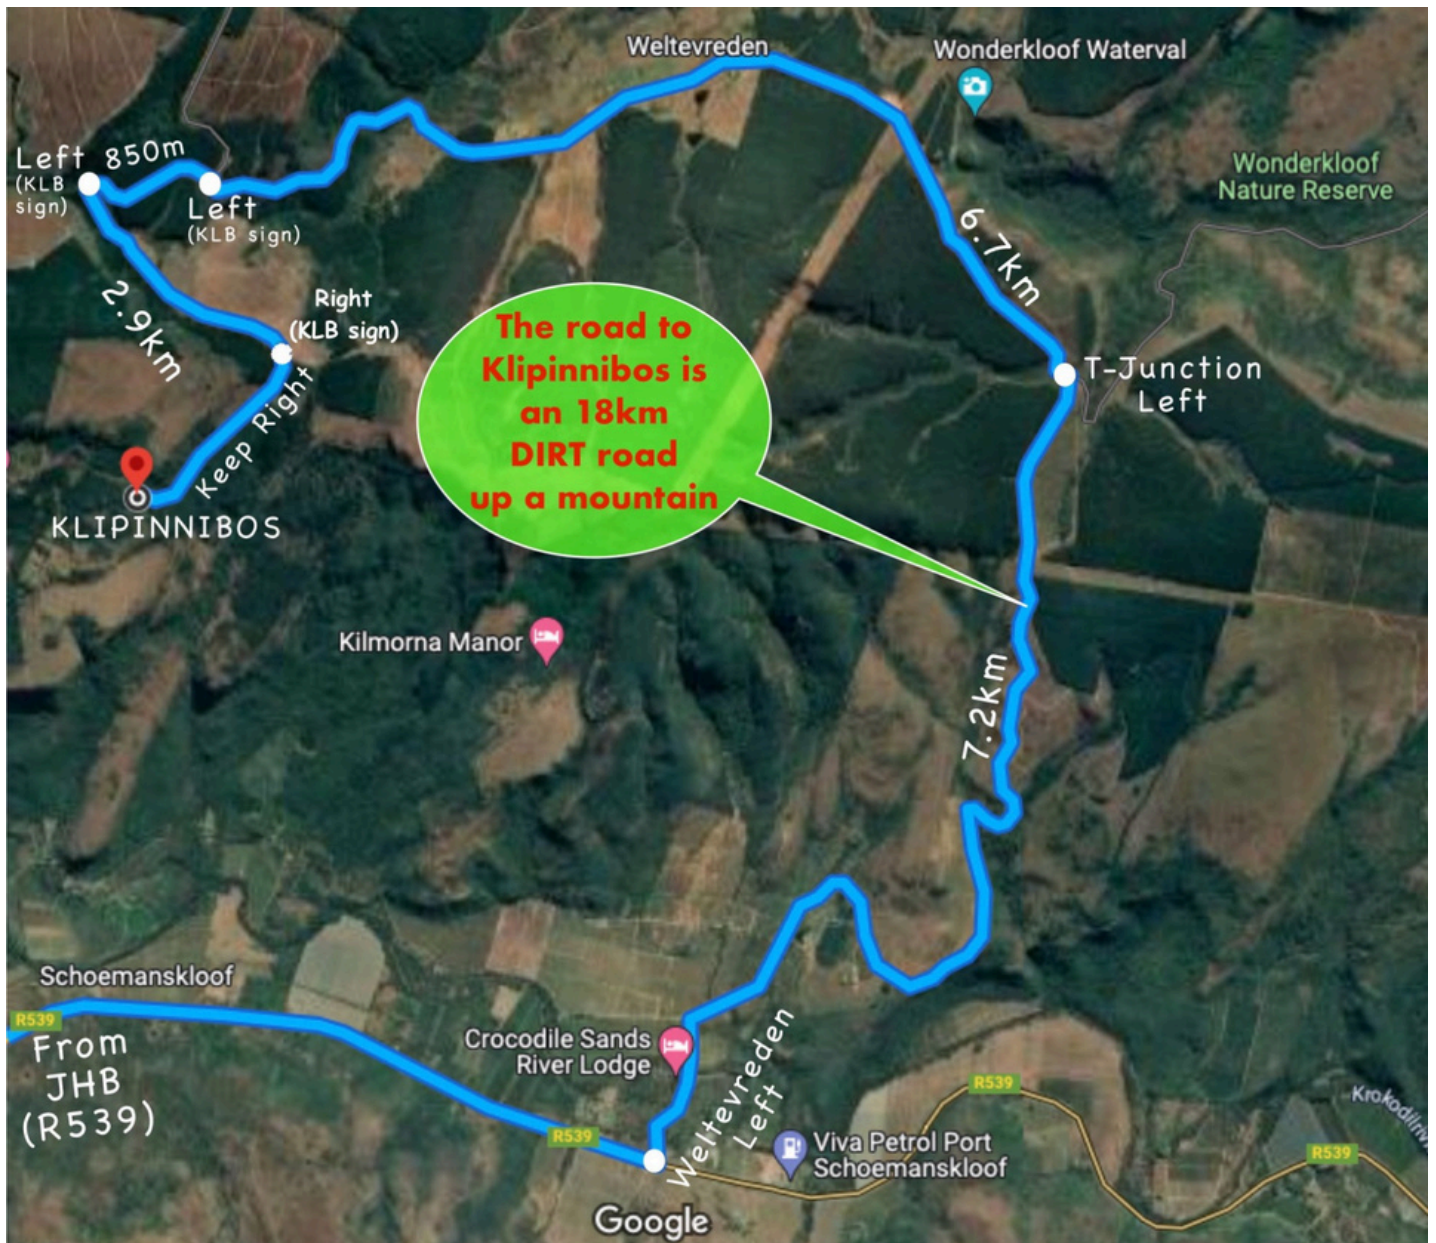 Weltevreden
Wonderkloof Waterval
Wonderkloof
Nature Reserve
Left 850m
(KLB
sign)
Left
(KLB sign)
6.7km
2.9km
Right
(KLB sign)
The road to
Klipinnibos is
an 18km
DIRT road
up a mountain
T-Junction
Left
Keep Right
KLIPINNIBOS
Kilmorna Manor
7.2km
Schoemanskloof
R539
From
JHB
(R539)
Crocodile Sands
River Lodge
Weltevreden
Left
R539
R539
Viva Petrol Port
Schoemanskloof
R539
Google